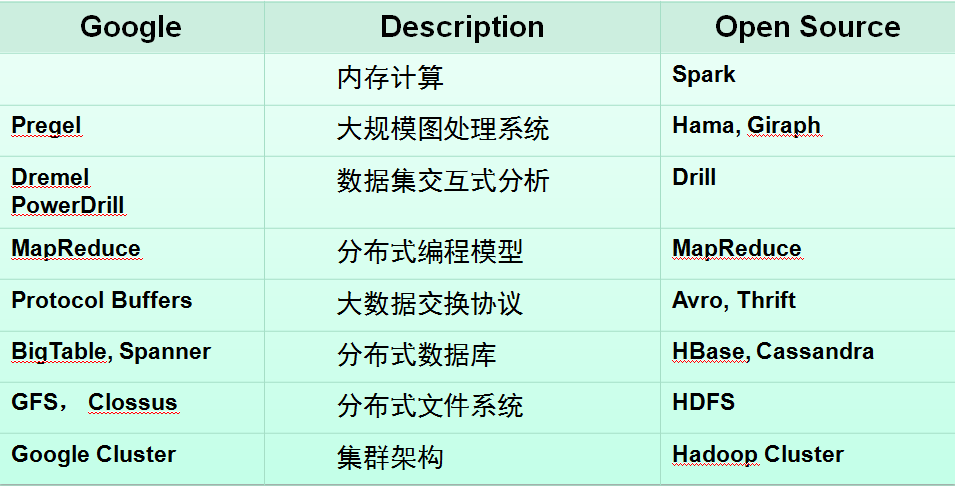 Google Description Open Source
内存计算 Spark
Pregel 大规模图处理系统 Hama, Giraph
Dremel 数据集交互式分析 Drill
PowerDrill
MapReduce 分布式编程模型 MapReduce
Protocol Buffers 大数据交换协议 Avro, Thrift
BigTable, Spanner 分布式数据库 HBase, Cassandra
GFS， Clossus 分布式文件系统 HDFS
Google Cluster 集群架构 Hadoop Cluster